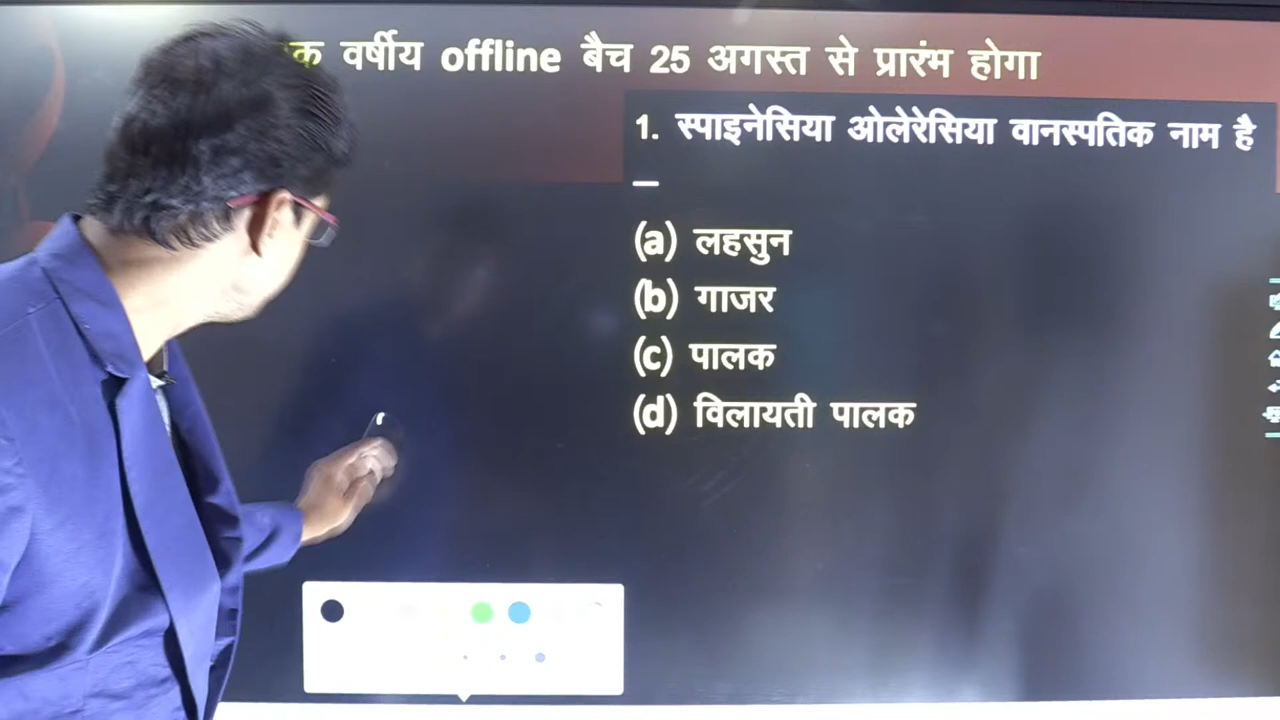 वर्षीय offline बैच 25 अगस्त से प्रारंभ होगा
1. स्पाइनेसिया ओलेरेसिया वानस्पतिक नाम है
—
(a) लहसुन
(b) गाजर
(c) पालक
(d) विलायती पालक